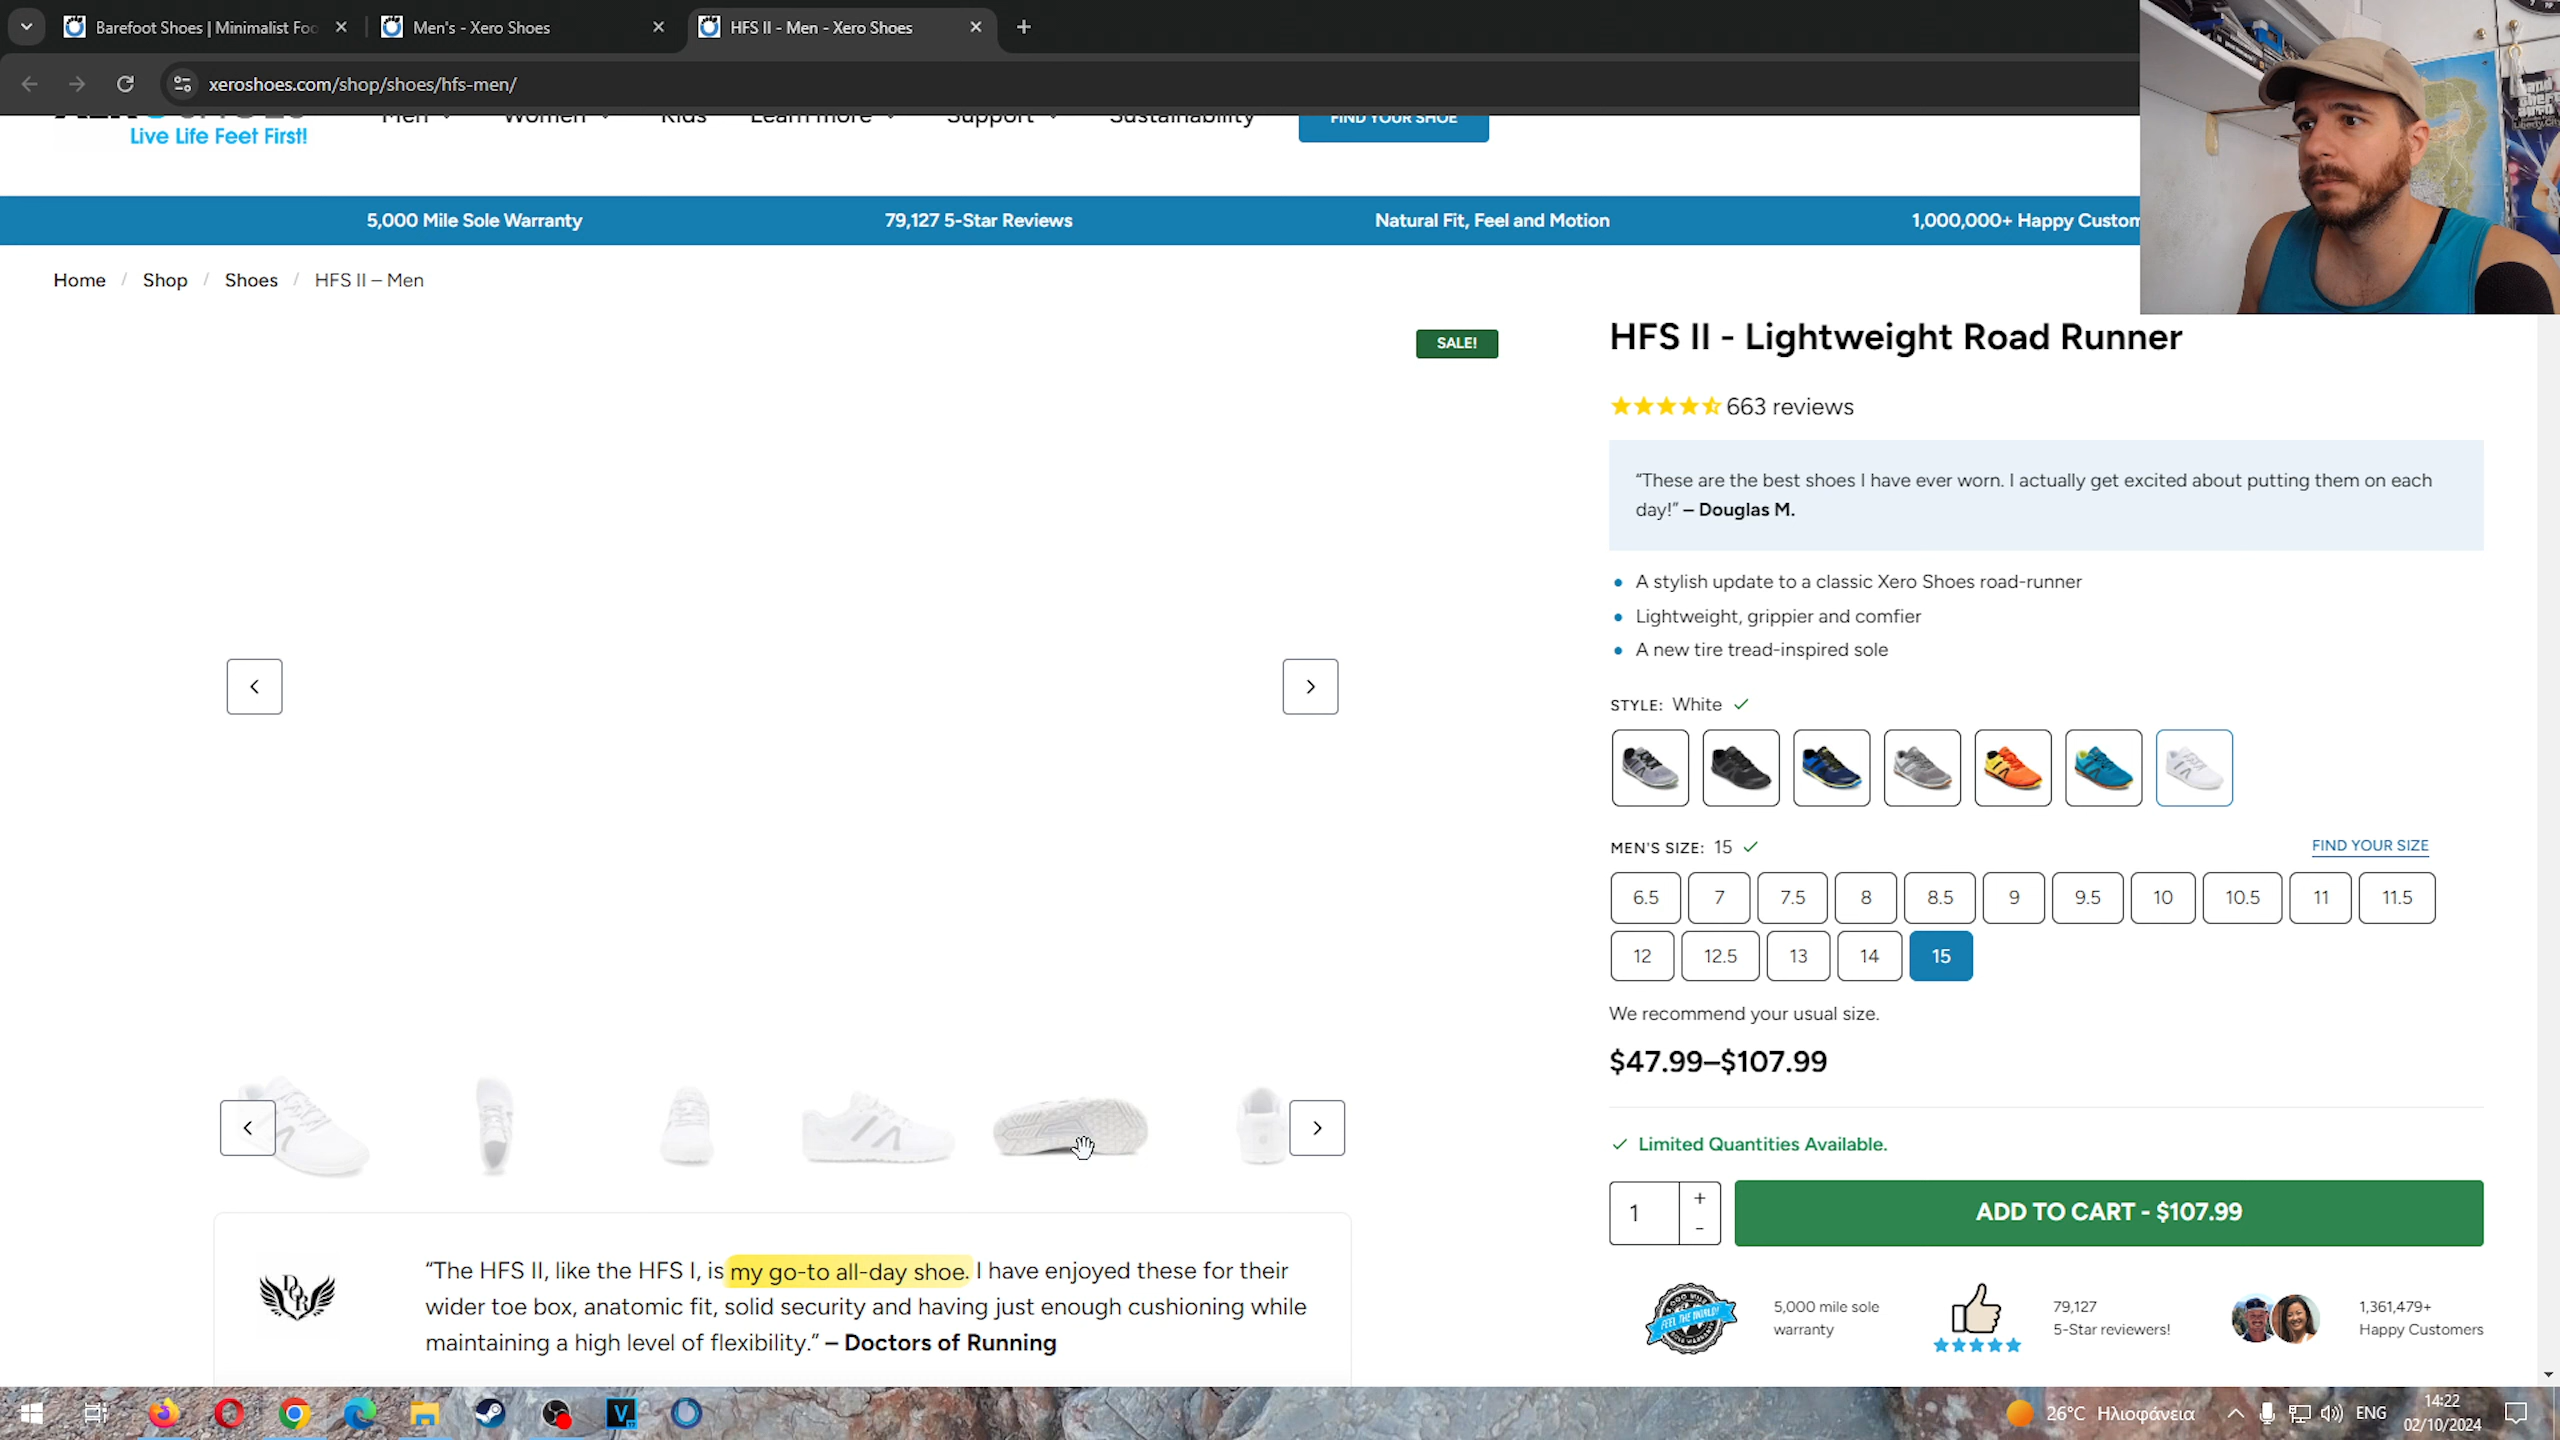 Barefoot Shoes | Minimalist Foo
Men's - Xero Shoes
HFS II - Men - Xero Shoes
xeroshoes.com/shop/shoes/hfs-men/
Men
Women
Kids
Learn more
Support
Sustainability
FIND YOUR SHOE
Live Life Feet First!
5,000 Mile Sole Warranty
79,127 5-Star Reviews
Natural Fit, Feel and Motion
1,000,000+ Happy Custom
Home / Shop / Shoes / HFS II – Men
SALE!
HFS II - Lightweight Road Runner
663 reviews
“These are the best shoes I have ever worn. I actually get excited about putting them on each
day!” – Douglas M.
A stylish update to a classic Xero Shoes road-runner
Lightweight, grippier and comfier
A new tire tread-inspired sole
STYLE: White
MEN'S SIZE: 15
FIND YOUR SIZE
6.5 7 7.5 8 8.5 9 9.5 10 10.5 11 11.5
12 12.5 13 14 15
We recommend your usual size.
$47.99–$107.99
Limited Quantities Available.
1 + -
ADD TO CART - $107.99
5,000 mile sole
warranty
79,127
5-Star reviewers!
1,361,479+
Happy Customers
“The HFS II, like the HFS I, is my go-to all-day shoe. I have enjoyed these for their
wider toe box, anatomic fit, solid security and having just enough cushioning while
maintaining a high level of flexibility.” – Doctors of Running
26°C Ηλιοφάνεια
ENG
14:22
02/10/2024